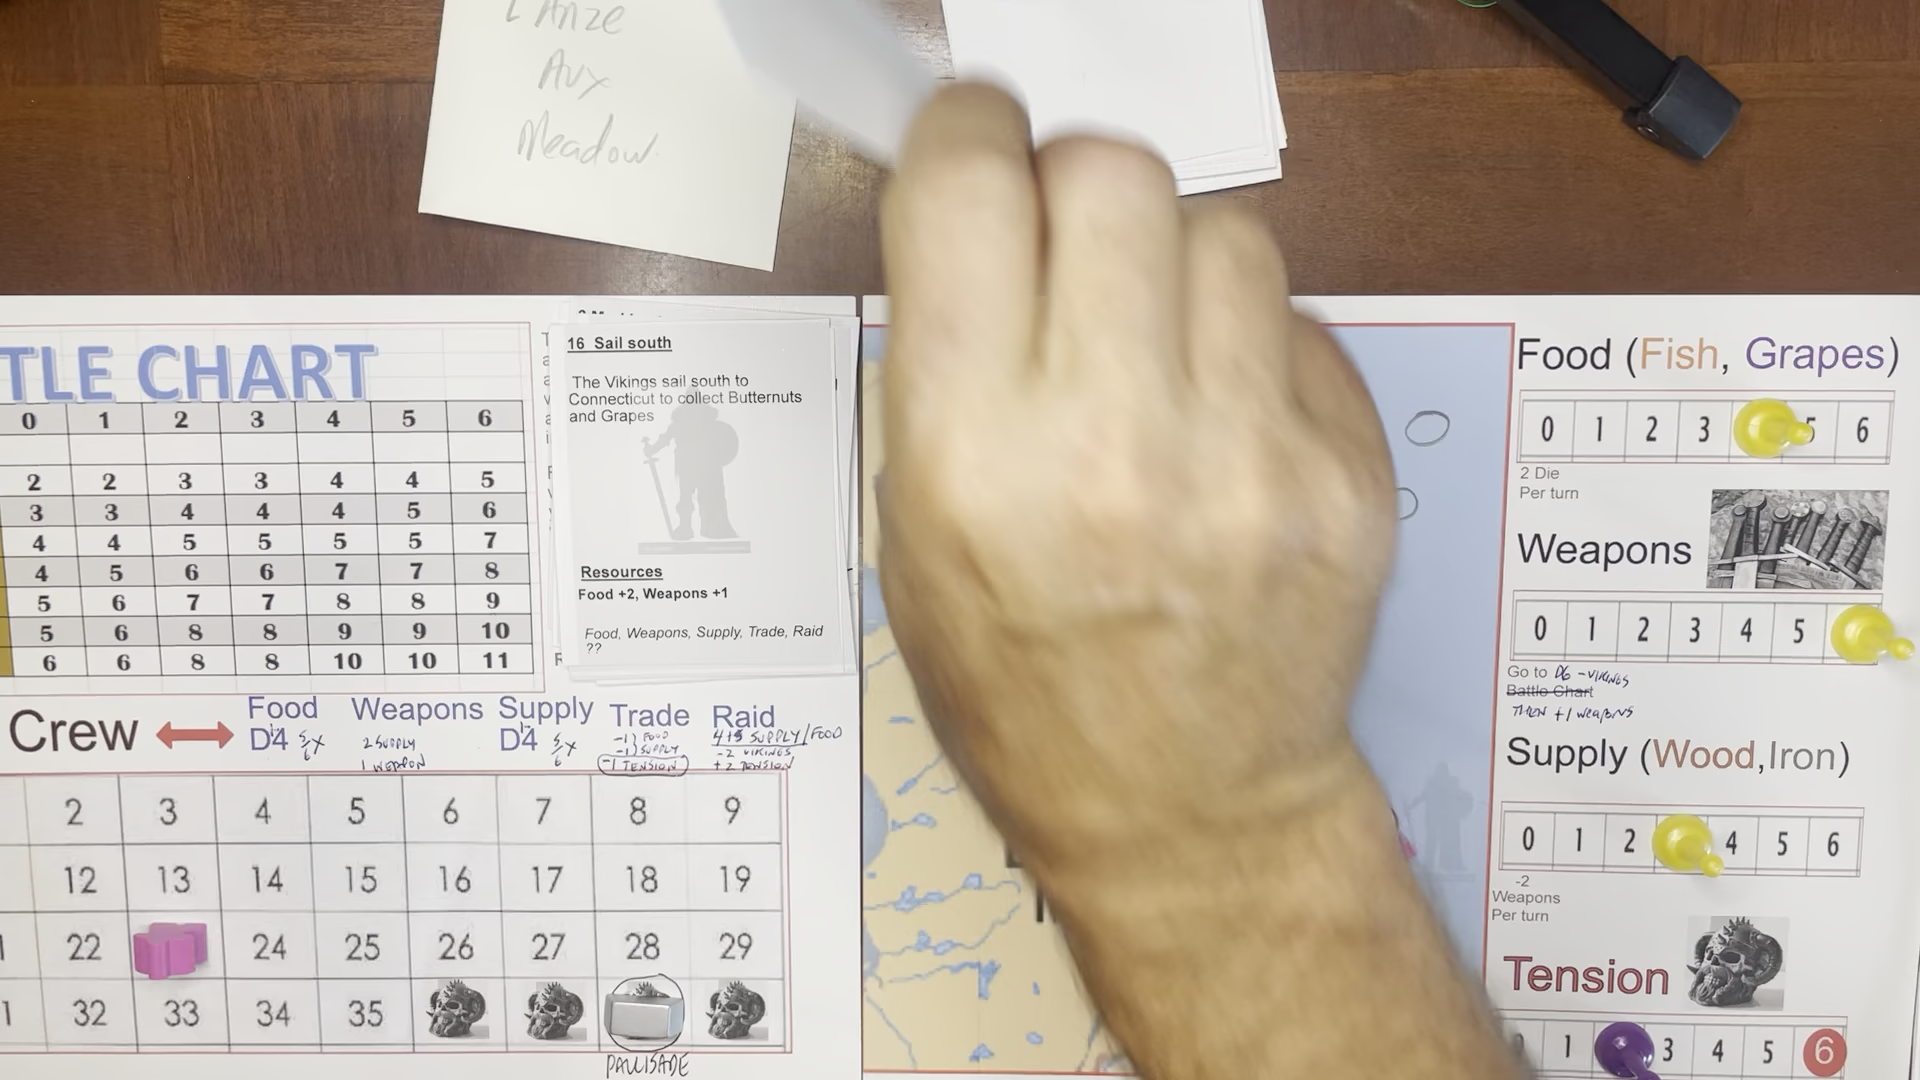 L'Anze
Aux
Meadow
TLE CHART
0 1 2 3 4 5 6
2 2 3 3 4 4 5
3 3 4 4 4 5 6
4 4 5 5 5 5 7
4 5 6 6 7 7 8
5 6 7 7 8 8 9
5 6 8 8 9 9 10
6 6 8 8 10 10 11
16 Sail south
The Vikings sail south to
Connecticut to collect Butternuts
and Grapes
Resources
Food +2, Weapons +1
Food, Weapons, Supply, Trade, Raid
??
Crew
Food
D4
Weapons
2 SUPPLY
1 WEAPON
Supply
D4
Trade
-1 FOOD
-1 SUPPLY
-1 TENSION
Raid
4+5 SUPPLY/FOOD
-2 VIKINGS
+2 TENSION
2 3 4 5 6 7 8 9
12 13 14 15 16 17 18 19
22 24 25 26 27 28 29
32 33 34 35
PALLISADE
Food (Fish, Grapes)
0 1 2 3 5 6
2 Die
Per turn
Weapons
0 1 2 3 4 5
Go to D6 -VIKINGS
Battle Chart
THEN +1 WEAPONS
Supply (Wood,Iron)
0 1 2 4 5 6
-2
Weapons
Per turn
Tension
1 3 4 5 6